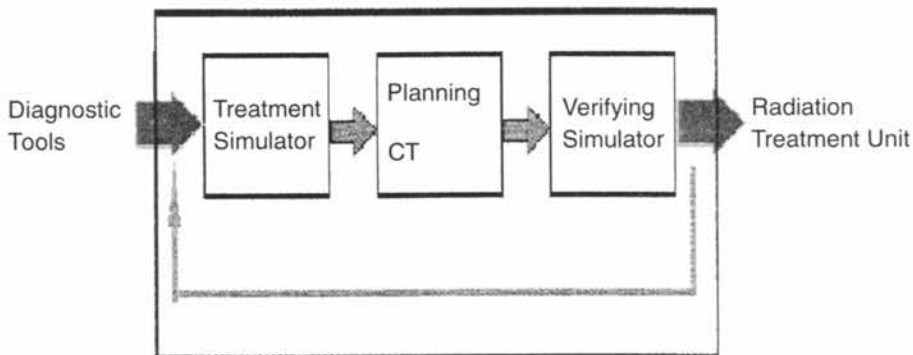 Diagnostic
Tools
Treatment
Simulator
Planning
CT
Verifying
Simulator
Radiation
Treatment Unit